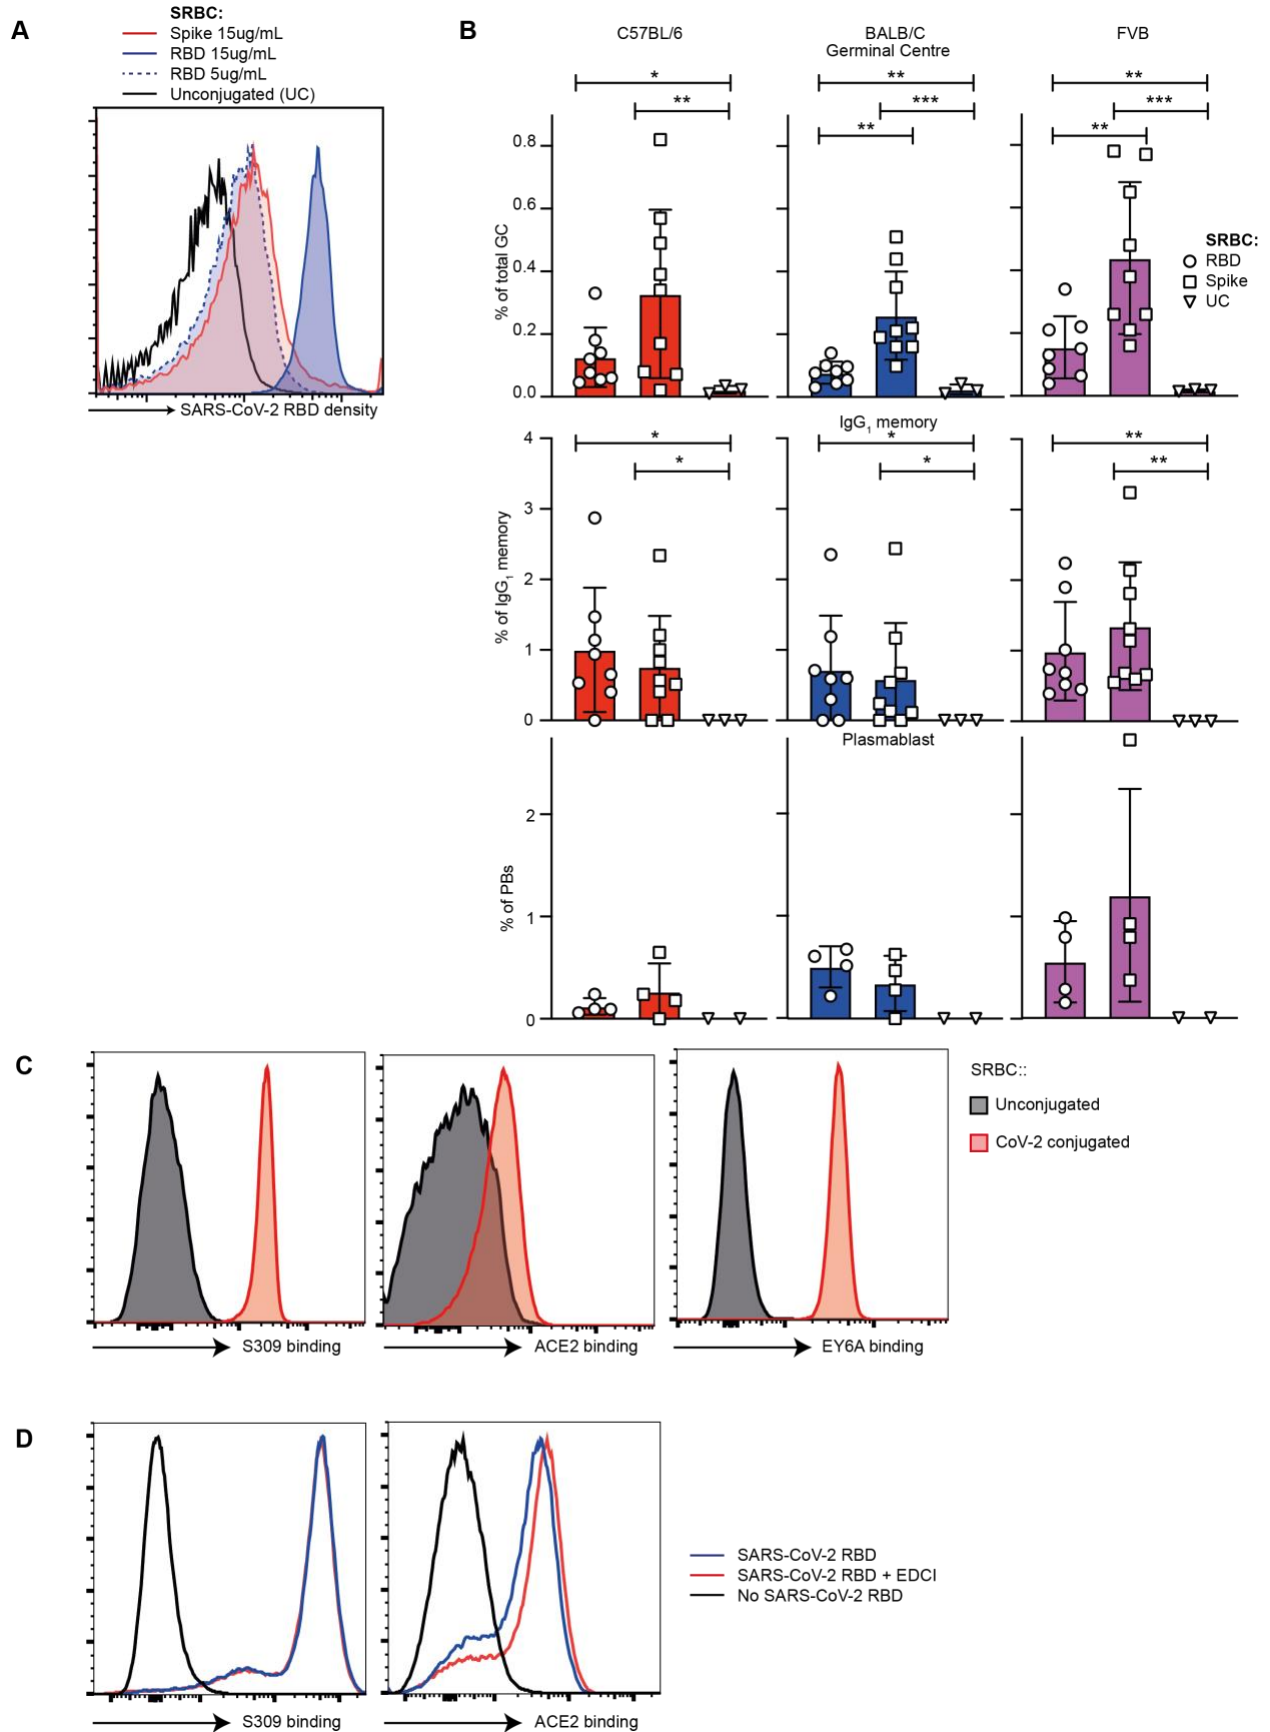 A
SRBC:
Spike 15ug/mL
RBD 15ug/mL
RBD 5ug/mL
Unconjugated (UC)
SARS-CoV-2 RBD density
B
C57BL/6
BALB/C
FVB
Germinal Centre
*
**
**
**
***
***
**
**
% of total GC
0.8
0.6
0.4
0.2
0.0
SRBC:
RBD
Spike
UC
IgG1 memory
*
*
**
*
*
**
% of IgG1 memory
4
3
2
1
0
Plasmablast
% of PBs
2
1
0
C
SRBC::
Unconjugated
CoV-2 conjugated
S309 binding
ACE2 binding
EY6A binding
D
SARS-CoV-2 RBD
SARS-CoV-2 RBD + EDCI
No SARS-CoV-2 RBD
S309 binding
ACE2 binding